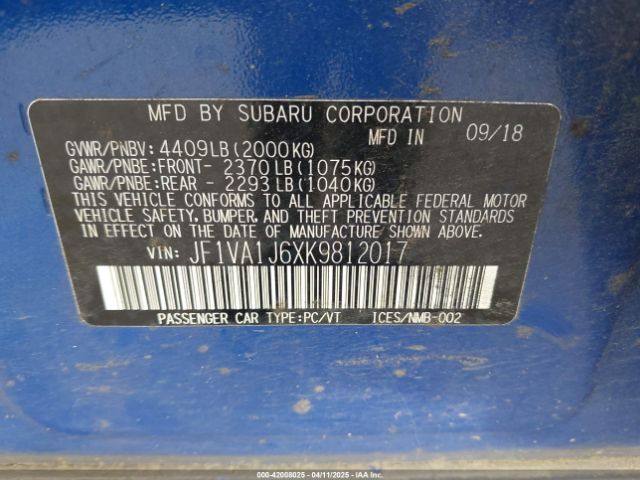 MFD BY SUBARU CORPORATION
MFD IN 09/18
GVWR/PNBV: 4409LB(2000KG)
GAWR/PNBE:FRONT- 2370LB(1075KG)
GAWR/PNBE:REAR - 2293LB(1040KG)
THIS VEHICLE CONFORMS TO ALL APPLICABLE FEDERAL MOTOR
VEHICLE SAFETY, BUMPER, AND THEFT PREVENTION STANDARDS
IN EFFECT ON THE DATE OF MANUFACTURE SHOWN ABOVE.
VIN: JF1VA1J6XK9812017
PASSENGER CAR TYPE:PC/VT ICES/NMB-002
000-42008025 - 04/11/2025 - IAAI.COM